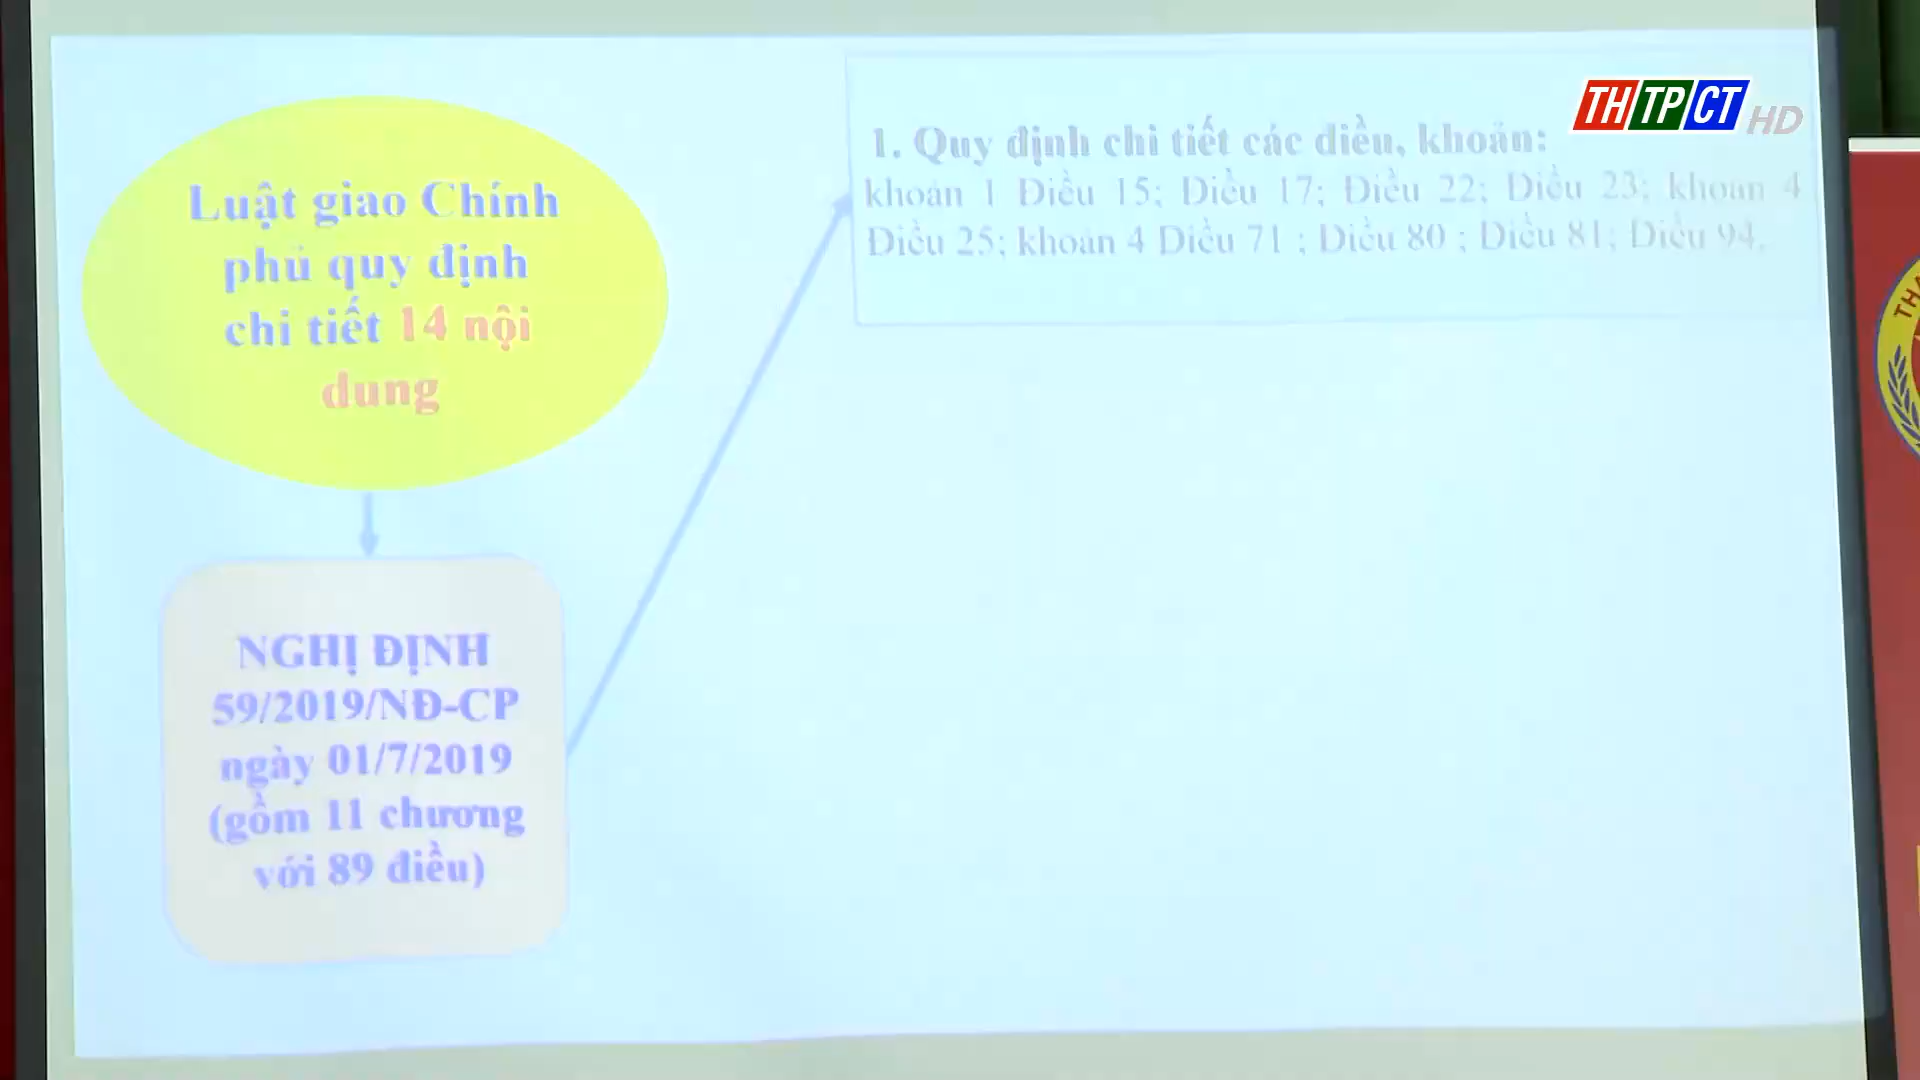 Luật giao Chính
phủ quy định
chi tiết 14 nội
dung
NGHỊ ĐỊNH
59/2019/NĐ-CP
ngày 01/7/2019
(gồm 11 chương
với 89 điều)
1. Quy định chi tiết các điều, khoản:
khoản 1 Điều 15; Điều 17; Điều 22; Điều 23; khoản 4
Điều 25; khoản 4 Điều 71 ; Điều 80 ; Điều 81; Điều 94.
THTPCT HD